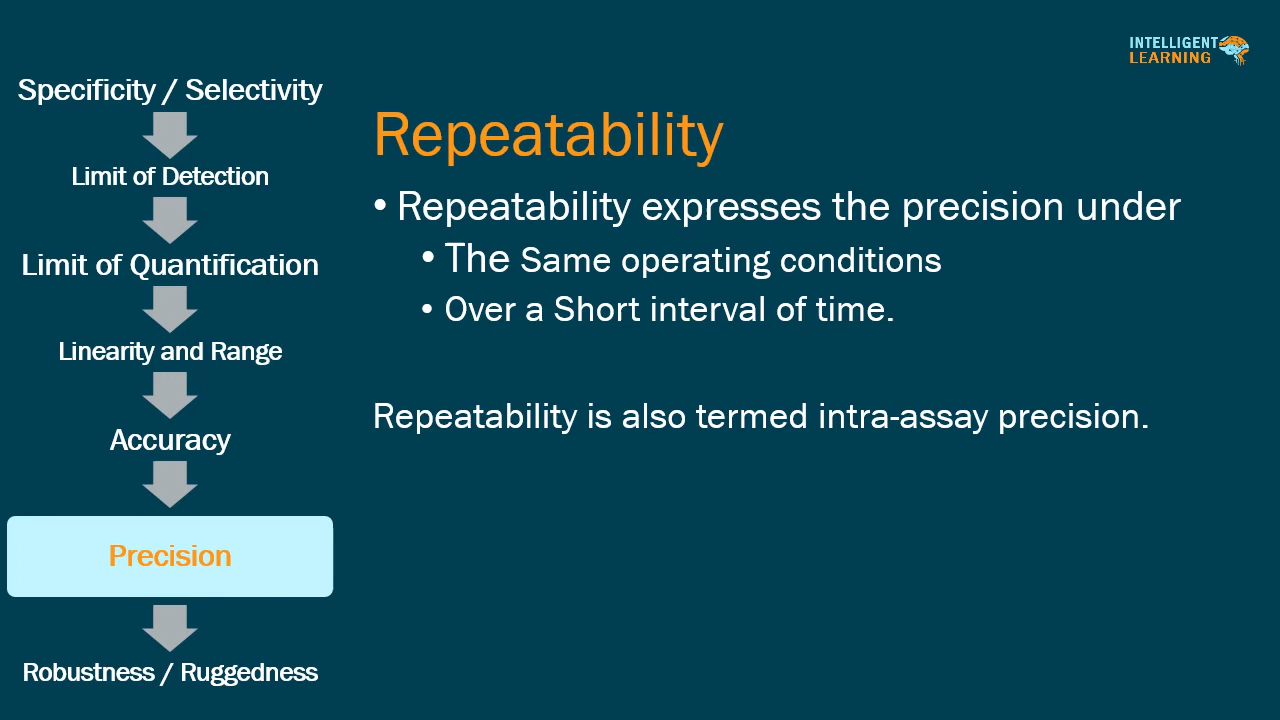 INTELLIGENT
LEARNING
Specificity / Selectivity
Limit of Detection
Limit of Quantification
Linearity and Range
Accuracy
Precision
Robustness / Ruggedness
Repeatability
• Repeatability expresses the precision under
• The Same operating conditions
• Over a Short interval of time.
Repeatability is also termed intra-assay precision.